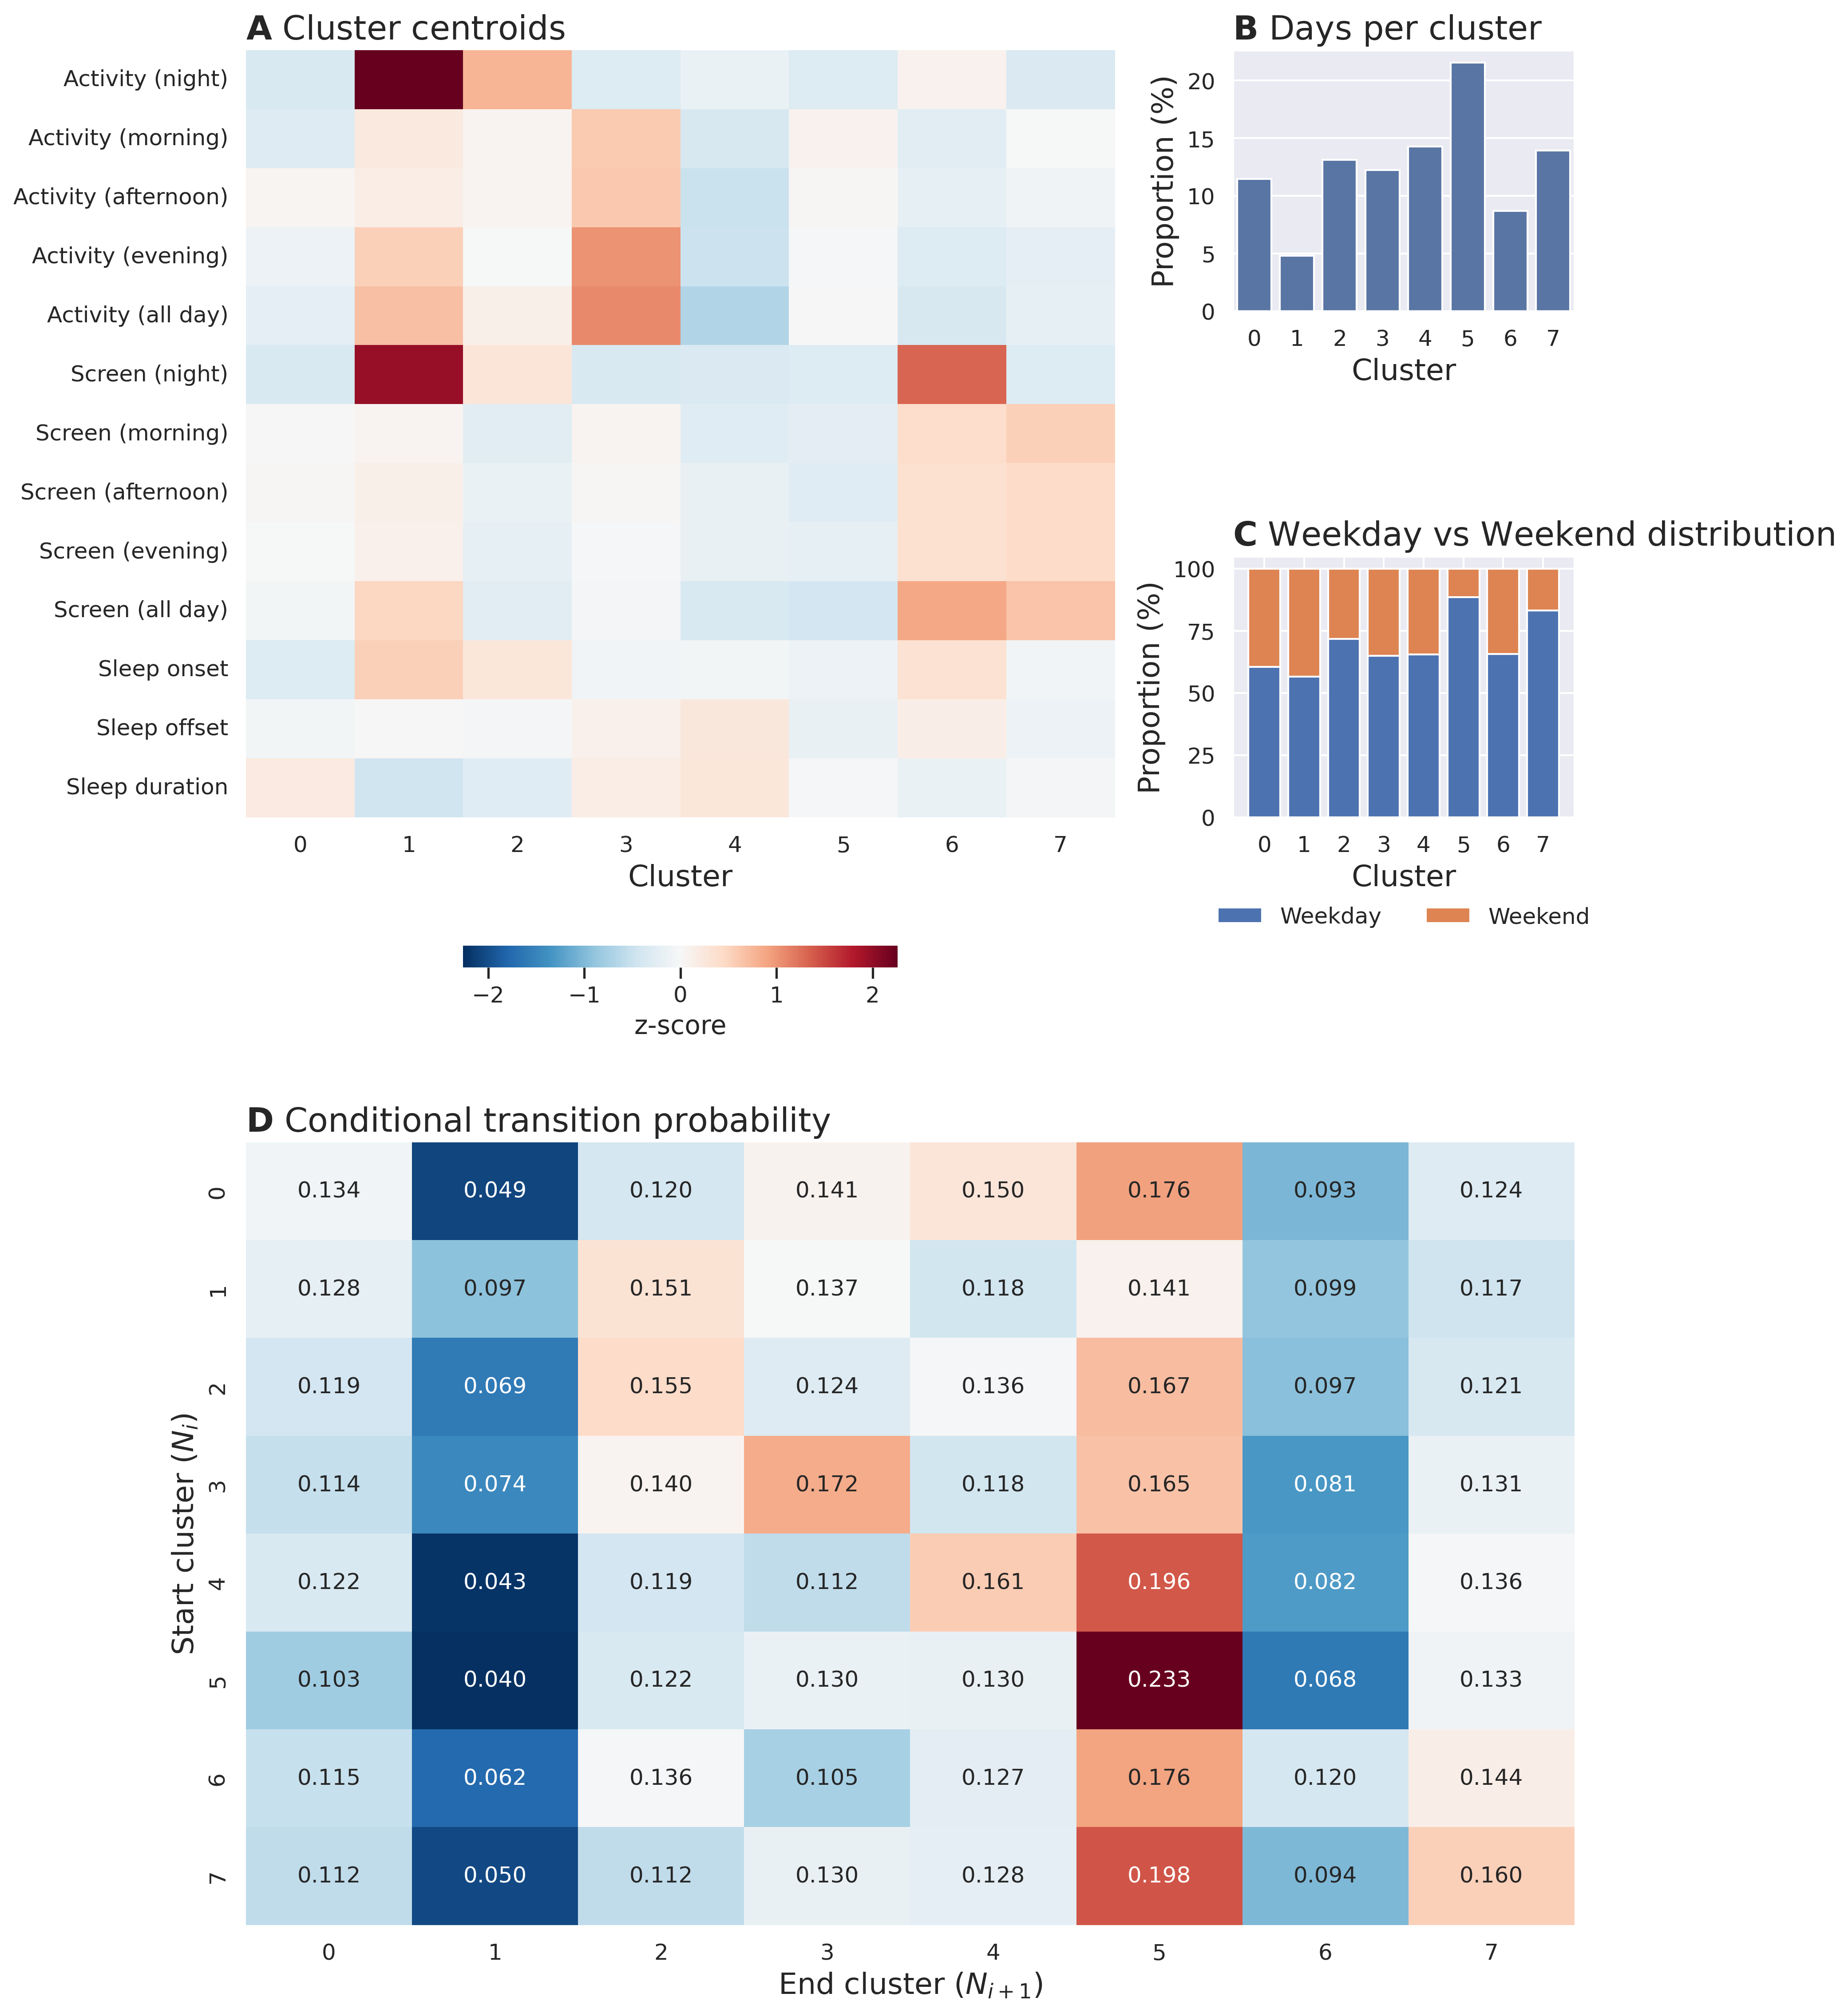 A Cluster centroids
Activity (night)
Activity (morning)
Activity (afternoon)
Activity (evening)
Activity (all day)
Screen (night)
Screen (morning)
Screen (afternoon)
Screen (evening)
Screen (all day)
Sleep onset
Sleep offset
Sleep duration
0 1 2 3 4 5 6 7
Cluster
−2 −1 0 1 2
z-score
B Days per cluster
Proportion (%)
20
15
10
5
0
0 1 2 3 4 5 6 7
Cluster
C Weekday vs Weekend distribution
Proportion (%)
100
75
50
25
0
0 1 2 3 4 5 6 7
Cluster
Weekday Weekend
D Conditional transition probability
Start cluster (N_i)
0 0.134 0.049 0.120 0.141 0.150 0.176 0.093 0.124
1 0.128 0.097 0.151 0.137 0.118 0.141 0.099 0.117
2 0.119 0.069 0.155 0.124 0.136 0.167 0.097 0.121
3 0.114 0.074 0.140 0.172 0.118 0.165 0.081 0.131
4 0.122 0.043 0.119 0.112 0.161 0.196 0.082 0.136
5 0.103 0.040 0.122 0.130 0.130 0.233 0.068 0.133
6 0.115 0.062 0.136 0.105 0.127 0.176 0.120 0.144
7 0.112 0.050 0.112 0.130 0.128 0.198 0.094 0.160
0 1 2 3 4 5 6 7
End cluster (N_{i+1})